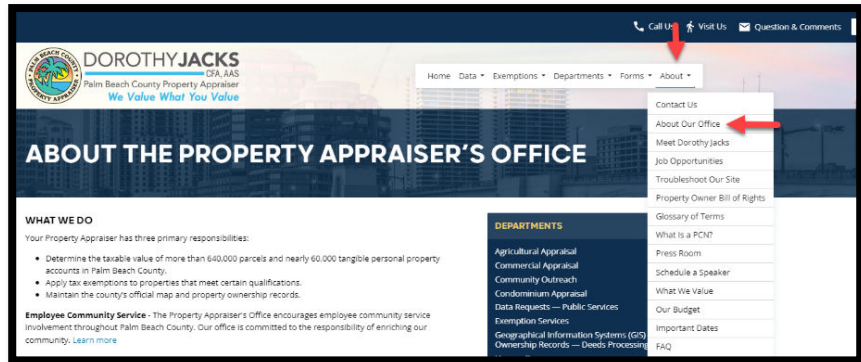 Call Us Visit Us Question & Comments
PALM BEACH COUNTY
PROPERTY APPRAISER
DOROTHY JACKS
CFA, AAS
Palm Beach County Property Appraiser
We Value What You Value
Home Data Exemptions Departments Forms About
Contact Us
About Our Office
Meet Dorothy Jacks
Job Opportunities
Troubleshoot Our Site
Property Owner Bill of Rights
Glossary of Terms
What Is a PCN?
Press Room
Schedule a Speaker
What We Value
Our Budget
Important Dates
FAQ
ABOUT THE PROPERTY APPRAISER'S OFFICE
WHAT WE DO
Your Property Appraiser has three primary responsibilities:
• Determine the taxable value of more than 640,000 parcels and nearly 60,000 tangible personal property
accounts in Palm Beach County.
• Apply tax exemptions to properties that meet certain qualifications.
• Maintain the county's official map and property ownership records.
Employee Community Service - The Property Appraiser's Office encourages employee community service
involvement throughout Palm Beach County. Our office is committed to the responsibility of enriching our
community. Learn more
DEPARTMENTS
Agricultural Appraisal
Commercial Appraisal
Community Outreach
Condominium Appraisal
Data Requests — Public Services
Exemption Services
Geographical Information Systems (GIS)
Ownership Records — Deeds Processing